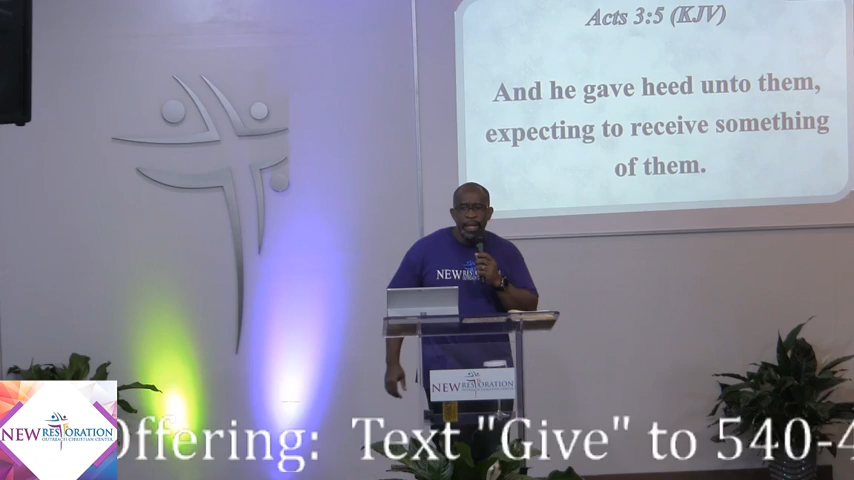 Acts 3:5 (KJV)
And he gave heed unto them,
expecting to receive something
of them.
NEW
NEW RESTORATION
NEW RESTORATION
OUTREACH CHRISTIAN CENTER
Offering: Text "Give" to 540-4